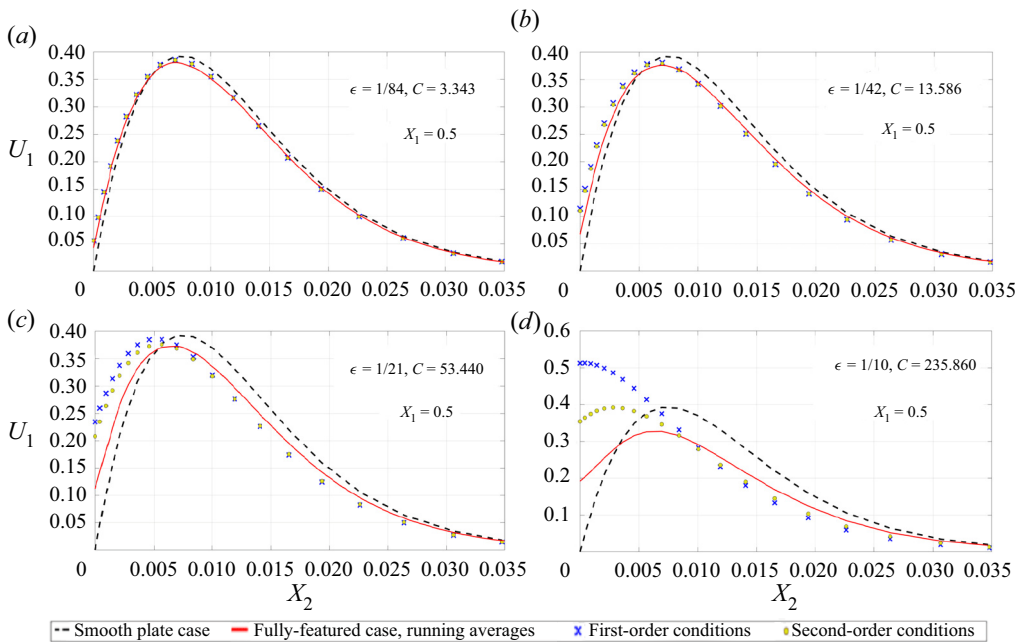 (a)
0.40
0.35
0.30
0.25
0.20
0.15
0.10
0.05
U₁
ϵ = 1/84, C = 3.343
X₁ = 0.5
0 0.005 0.010 0.015 0.020 0.025 0.030 0.035
(b)
0.40
0.35
0.30
0.25
0.20
0.15
0.10
0.05
ϵ = 1/42, C = 13.586
X₁ = 0.5
0 0.005 0.010 0.015 0.020 0.025 0.030 0.035
(c)
0.40
0.35
0.30
0.25
0.20
0.15
0.10
0.05
U₁
ϵ = 1/21, C = 53.440
X₁ = 0.5
0 0.005 0.010 0.015 0.020 0.025 0.030 0.035
X₂
(d)
0.6
0.5
0.4
0.3
0.2
0.1
ϵ = 1/10, C = 235.860
X₁ = 0.5
0 0.005 0.010 0.015 0.020 0.025 0.030 0.035
X₂
Smooth plate case Fully-featured case, running averages First-order conditions Second-order conditions